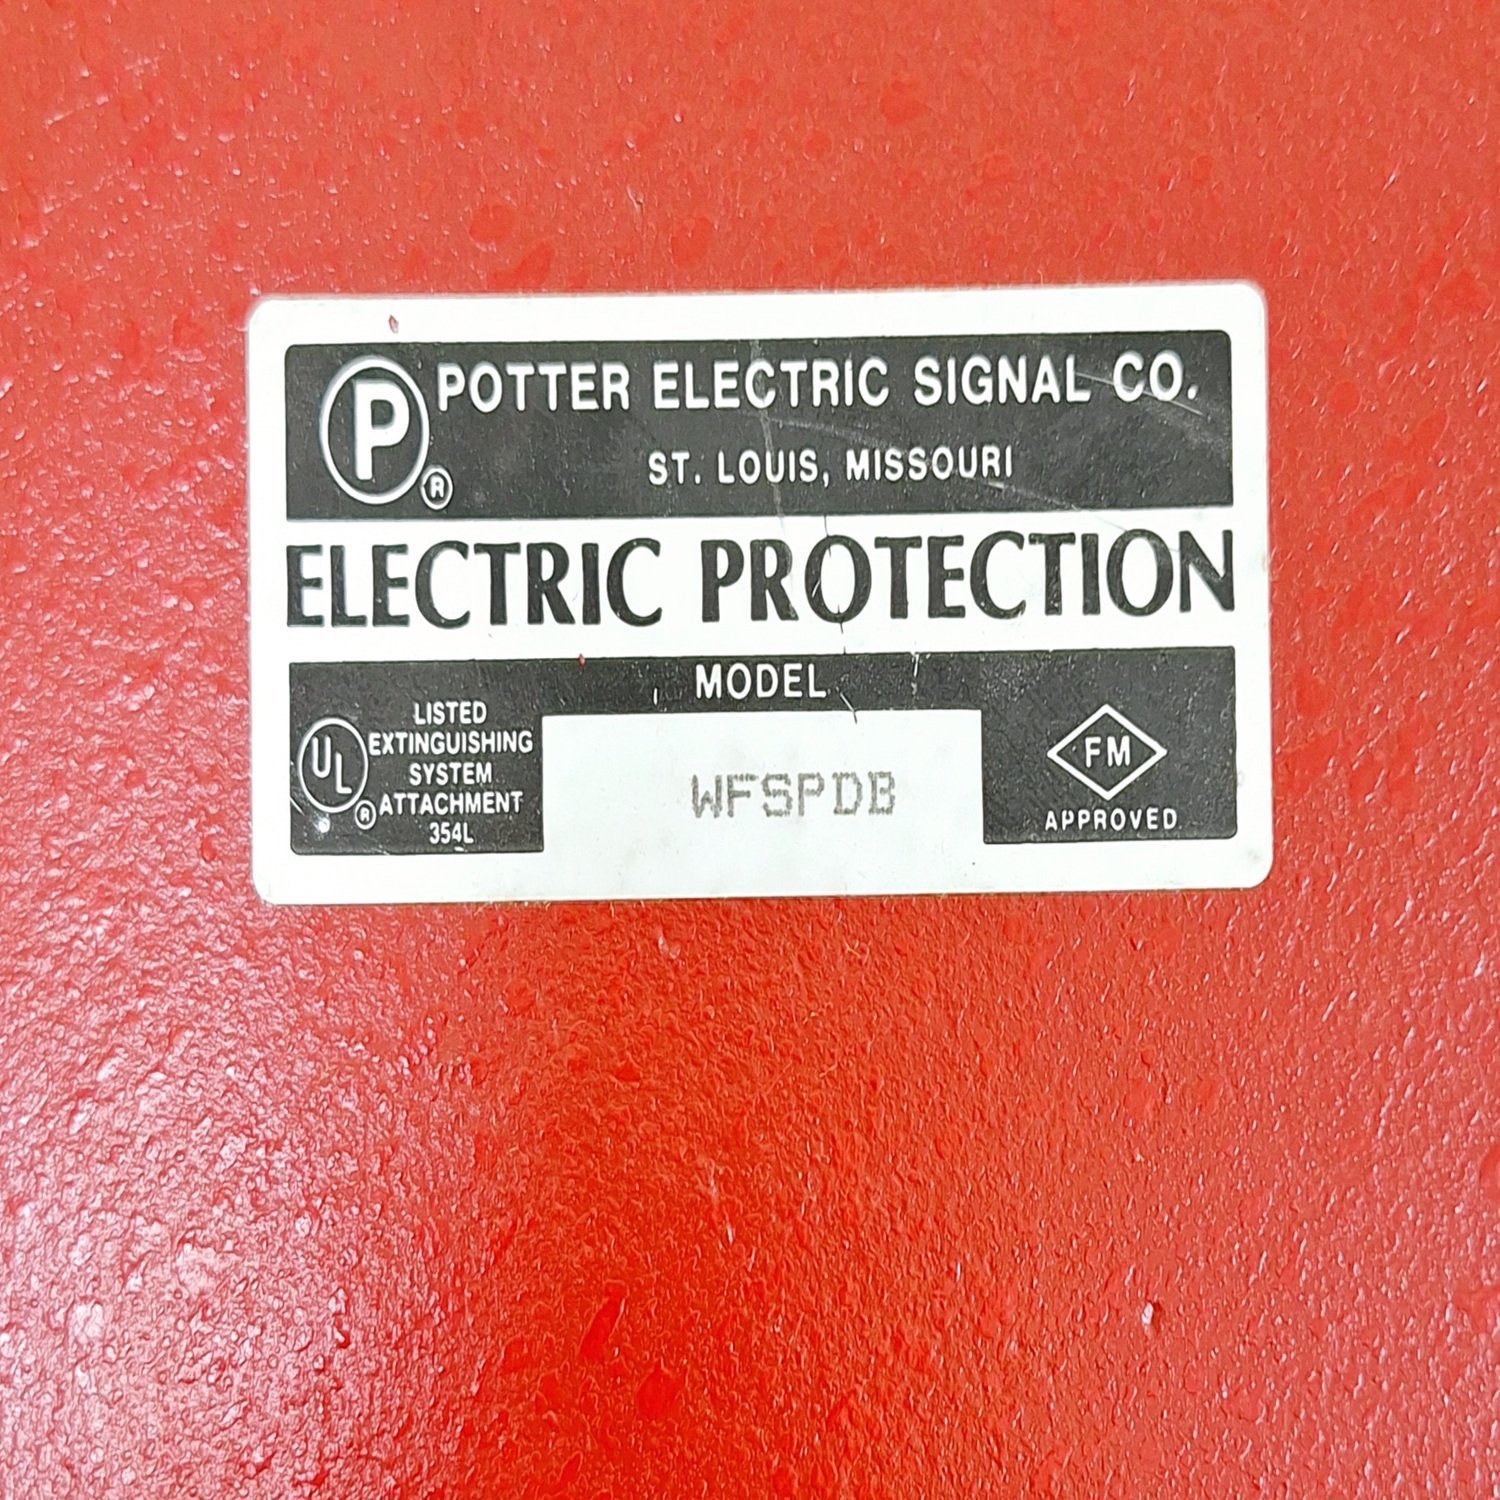 P ® POTTER ELECTRIC SIGNAL CO.
ST. LOUIS, MISSOURI
ELECTRIC PROTECTION
MODEL
UL ®
LISTED
EXTINGUISHING
SYSTEM
ATTACHMENT
354L
WFSPDB
FM
APPROVED